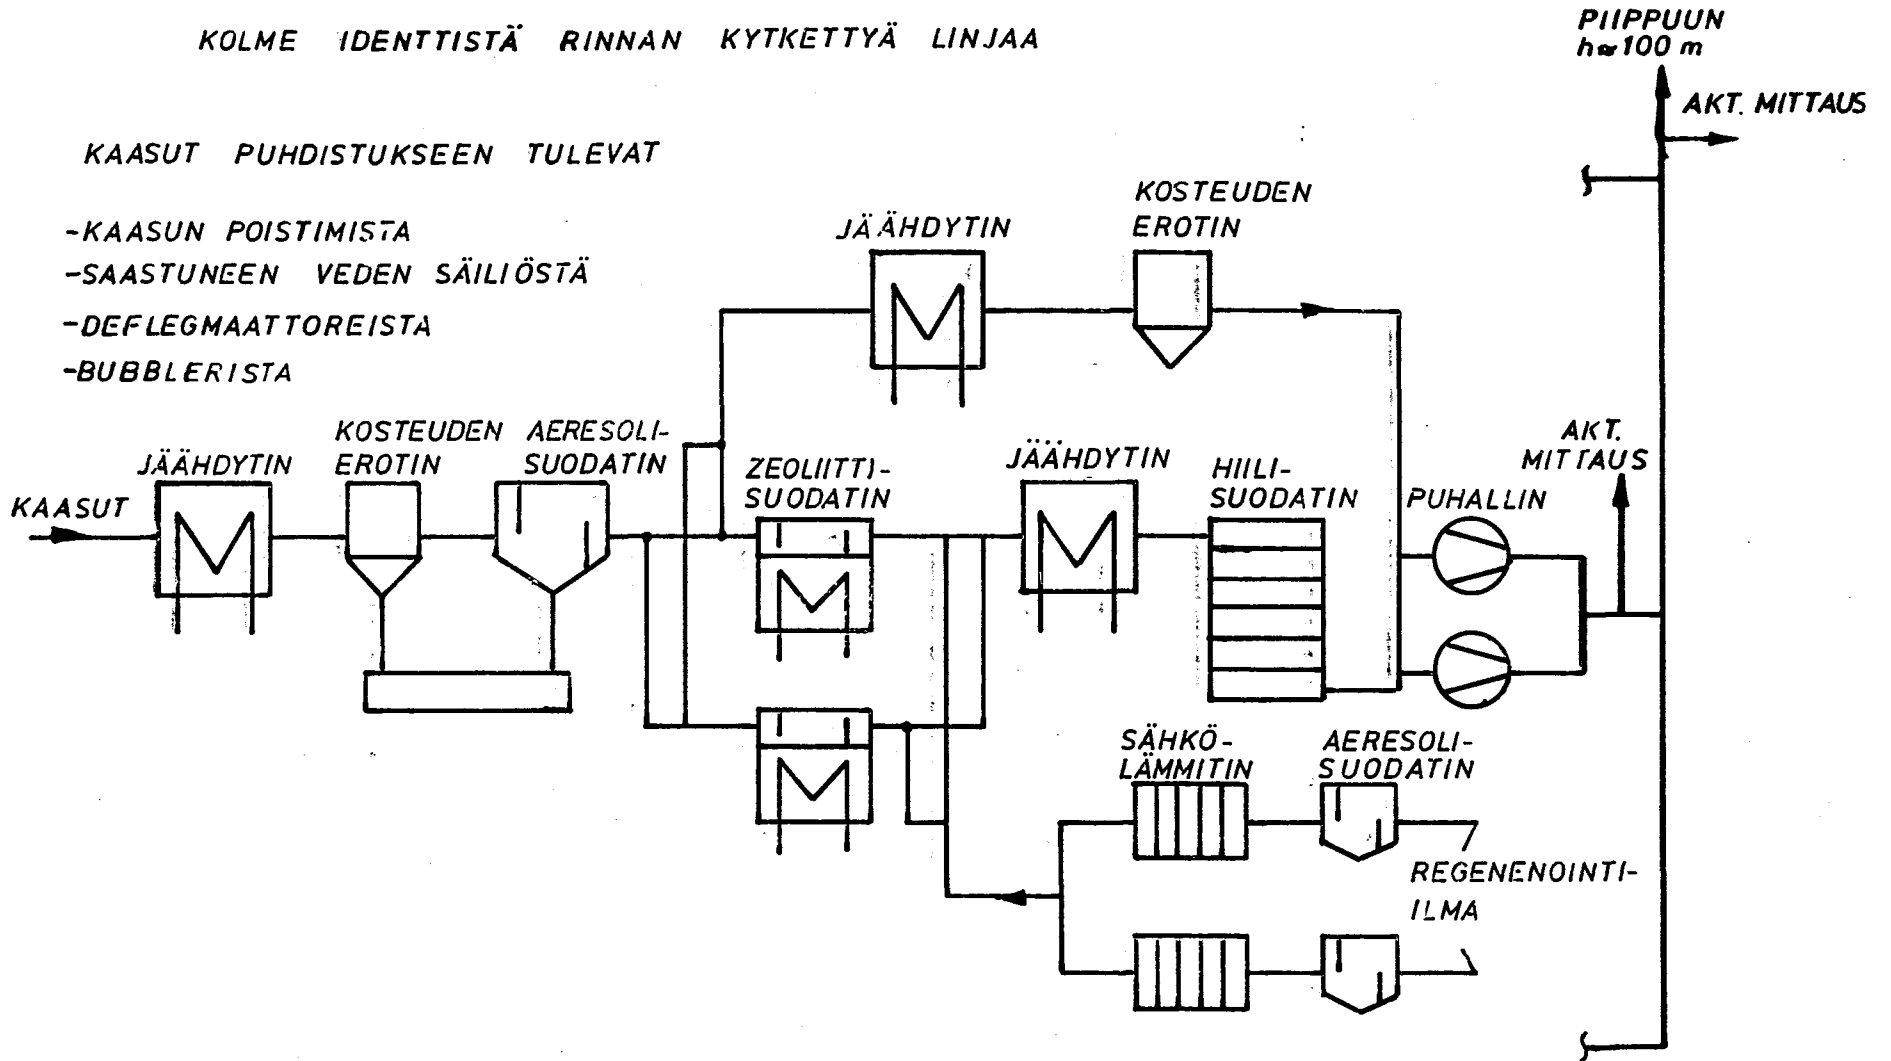 KOLME IDENTTISTÄ RINNAN KYTKETTYÄ LINJAA
PIIPPUUN
h≈100 m
AKT. MITTAUS
KAASUT PUHDISTUKSEEN TULEVAT
-KAASUN POISTIMISTA
-SAASTUNEEN VEDEN SÄILIÖSTÄ
-DEFLEGMAATTOREISTA
-BUBBLERISTA
JÄÄHDYTIN
KOSTEUDEN
EROTIN
KAASUT
JÄÄHDYTIN
KOSTEUDEN
EROTIN
AERESOLI-
SUODATIN
ZEOLIITTI-
SUODATIN
JÄÄHDYTIN
HIILI-
SUODATIN
PUHALLIN
AKT.
MITTAUS
SÄHKÖ-
LÄMMITIN
AERESOLI-
SUODATIN
REGENENOINTI-
ILMA